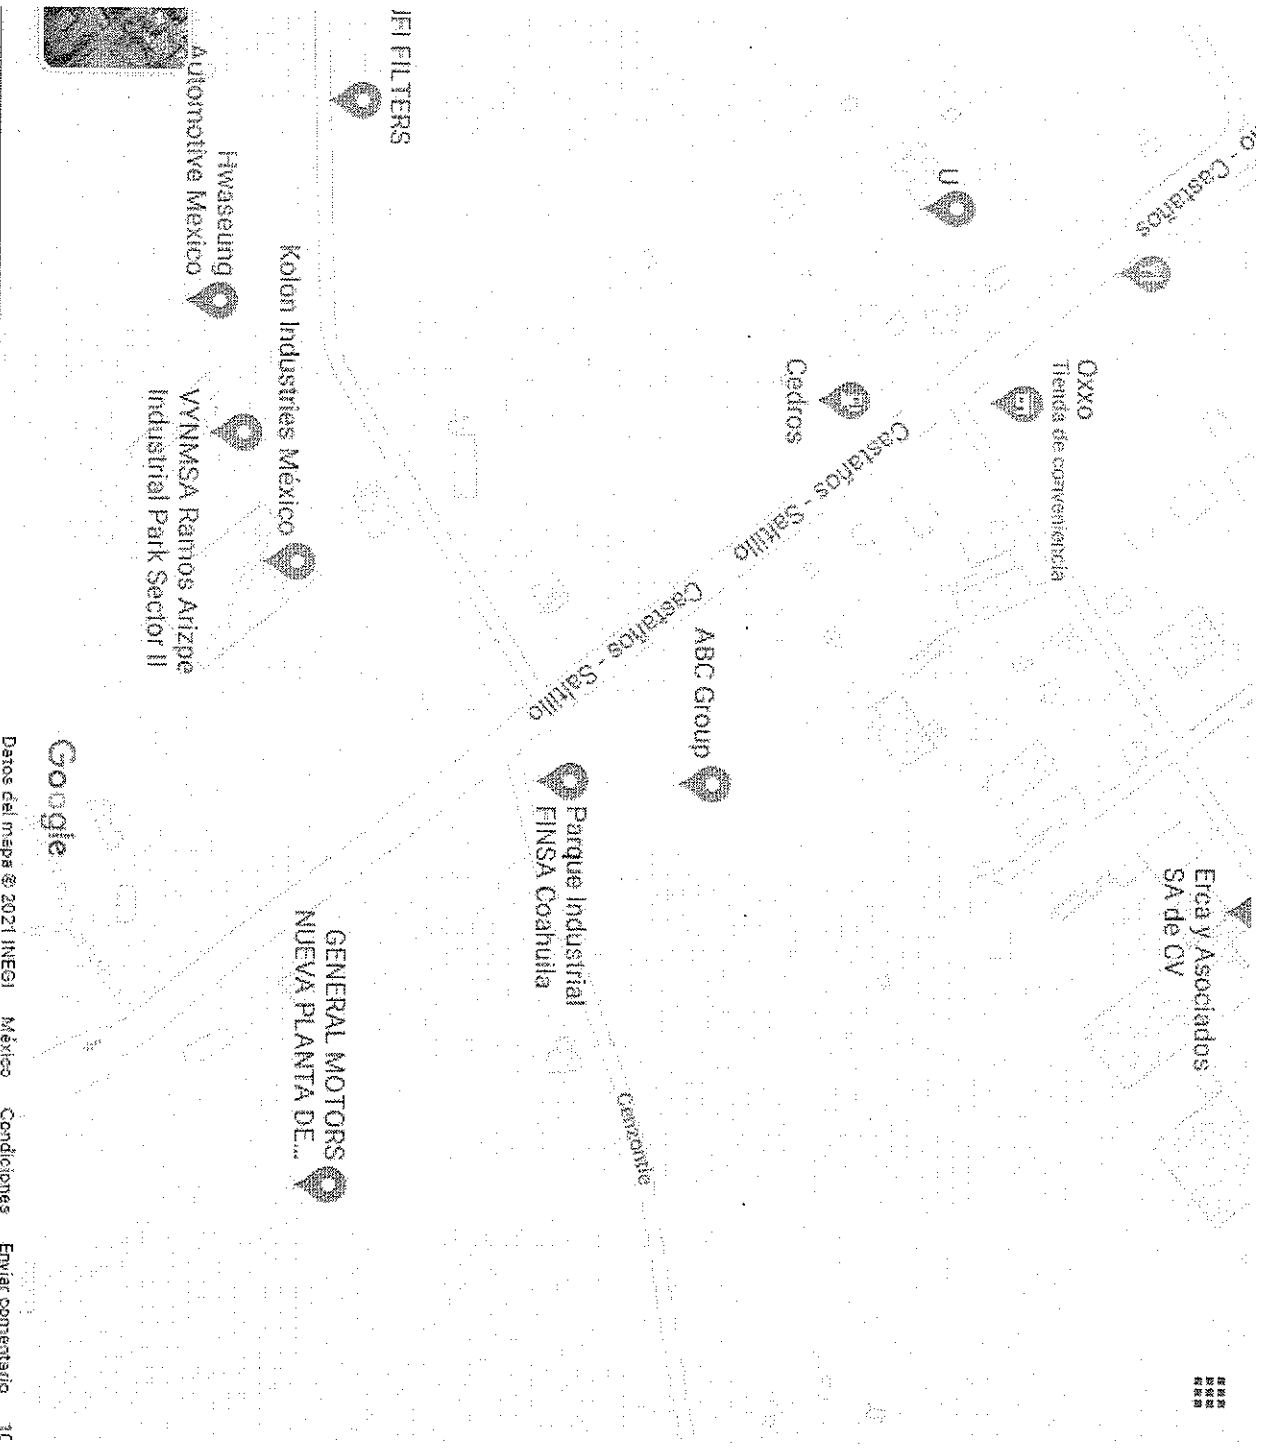 Erca y Asociados
SA de CV
Oxxo
Tienda de conveniencia
Castaños
U
Cedros
Castaños - Saltillo
ABC Group
Castaños - Saltillo
Cenzontle
Parque Industrial
FINSA Coahuila
UFI FILTERS
GENERAL MOTORS
NUEVA PLANTA DE...
Kolon Industries México
Hwaseung
Automotive Mexico
VYNMSA Ramos Arizpe
Industrial Park Sector II
Google
Datos del mapa © 2021 INEGI México Condiciones Enviar comentario